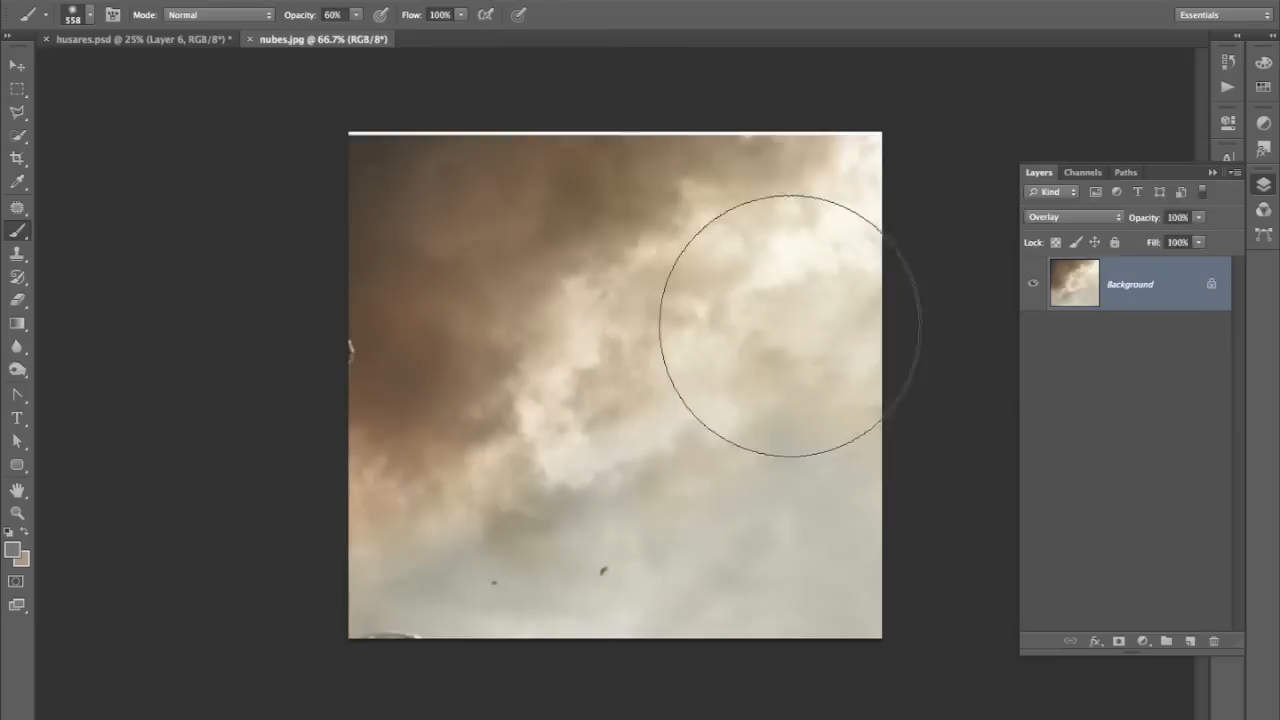 558 Mode: Normal Opacity: 60% Flow: 100% Essentials
× husares.psd @ 25% (Layer 6, RGB/8*) * × nubes.jpg @ 66.7% (RGB/8*)
Layers Channels Paths
Kind T
Overlay Opacity: 100%
Lock: Fill: 100%
Background
fx
A
T